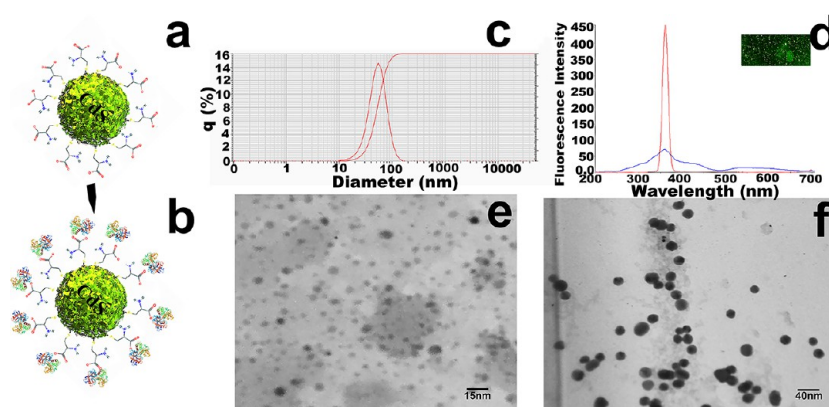 a
CdS
b
CdS
c
q (%)
16
14
12
10
8
6
4
2
0
0
1
10
100
1000
10000
Diameter (nm)
d
Fluorescence Intensity
450
400
350
300
250
200
150
100
50
0.0
200
300
400
500
600
700
Wavelength (nm)
e
15nm
f
40nm